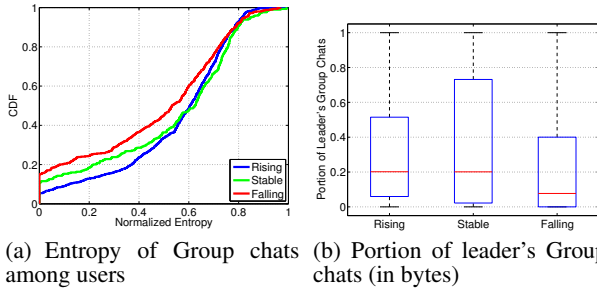 1
0.8
0.6
0.4
0.2
0
CDF
0
0.2
0.4
0.6
0.8
1
Normalized Entropy
Rising
Stable
Falling
1
0.8
0.6
0.4
0.2
0
Portion of Leader's Group Chats
Rising
Stable
Falling
(a) Entropy of Group chats
among users
(b) Portion of leader's Group
chats (in bytes)